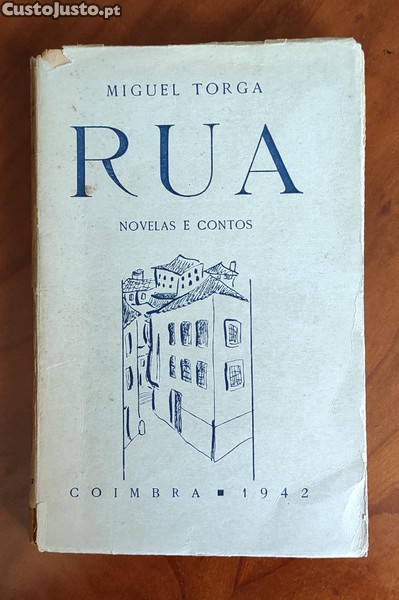 CustoJusto.pt
MIGUEL TORGA
RUA
NOVELAS E CONTOS
COIMBRA ▪ 1942